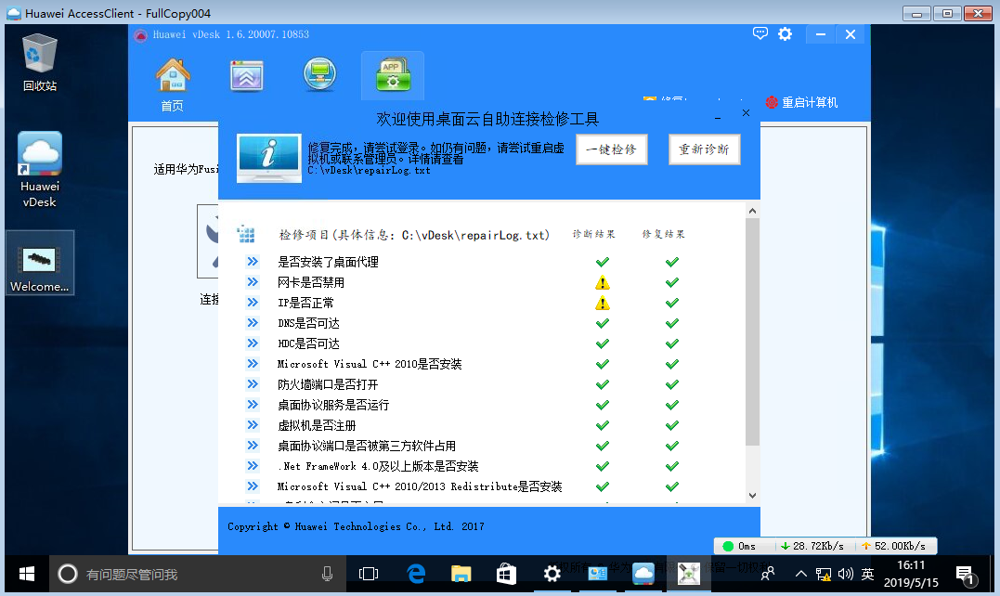 Huawei AccessClient - FullCopy004
回收站
Huawei
vDesk
Welcome...
Huawei vDesk 1.6.20007.10853
首页
重启计算机
适用华为Fusi
连接
欢迎使用桌面云自助连接检修工具
修复完成，请尝试登录。如仍有问题，请尝试重启虚
拟机或联系管理员。详情请查看
C:\vDesk\repairLog.txt
一键检修
重新诊断
检修项目(具体信息: C:\vDesk\repairLog.txt) 诊断结果 修复结果
是否安装了桌面代理
网卡是否禁用
IP是否正常
DNS是否可达
HDC是否可达
Microsoft Visual C++ 2010是否安装
防火墙端口是否打开
桌面协议服务是否运行
虚拟机是否注册
桌面协议端口是否被第三方软件占用
.Net FrameWork 4.0及以上版本是否安装
Microsoft Visual C++ 2010/2013 Redistribute是否安装
Copyright © Huawei Technologies Co., Ltd. 2017
0ms 28.72Kb/s 52.00Kb/s
有问题尽管问我
英
16:11
2019/5/15
1